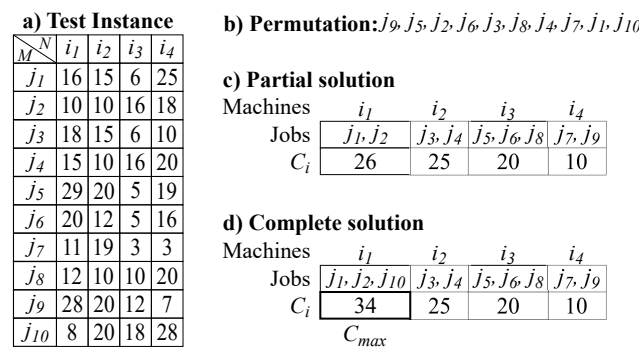 a) Test Instance
M N i1 i2 i3 i4
j1 16 15 6 25
j2 10 10 16 18
j3 18 15 6 10
j4 15 10 16 20
j5 29 20 5 19
j6 20 12 5 16
j7 11 19 3 3
j8 12 10 10 20
j9 28 20 12 7
j10 8 20 18 28
b) Permutation: j9, j5, j2, j6, j3, j8, j4, j7, j1, j10
c) Partial solution
Machines i1 i2 i3 i4
Jobs j1, j2 j3, j4 j5, j6, j8 j7, j9
Ci 26 25 20 10
d) Complete solution
Machines i1 i2 i3 i4
Jobs j1, j2, j10 j3, j4 j5, j6, j8 j7, j9
Ci 34 25 20 10
Cmax